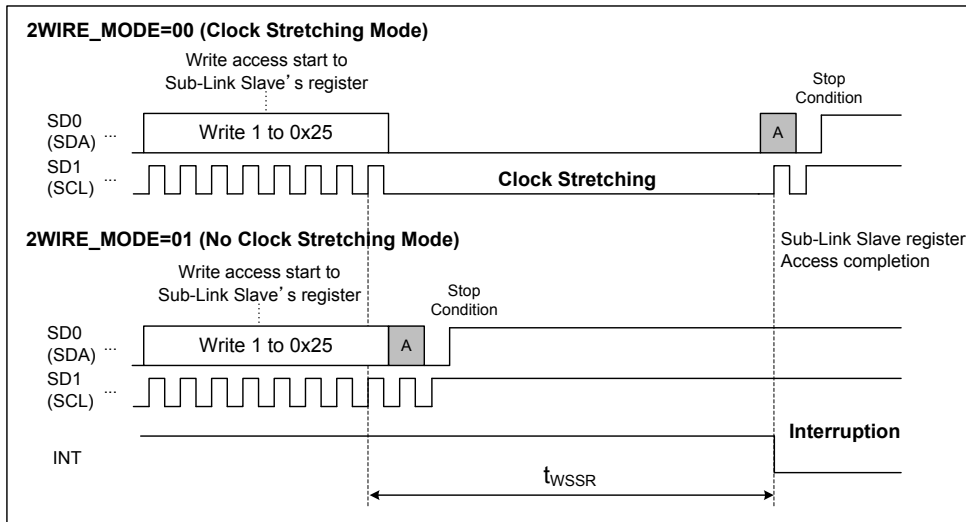 2WIRE_MODE=00 (Clock Stretching Mode)
Write access start to
Sub-Link Slave’s register
Stop
Condition
SD0
(SDA) ...
Write 1 to 0x25
A
SD1
(SCL) ...
Clock Stretching
2WIRE_MODE=01 (No Clock Stretching Mode)
Sub-Link Slave register
Access completion
Write access start to
Sub-Link Slave’s register
Stop
Condition
SD0
(SDA) ...
Write 1 to 0x25
A
SD1
(SCL) ...
Interruption
INT
tWSSR